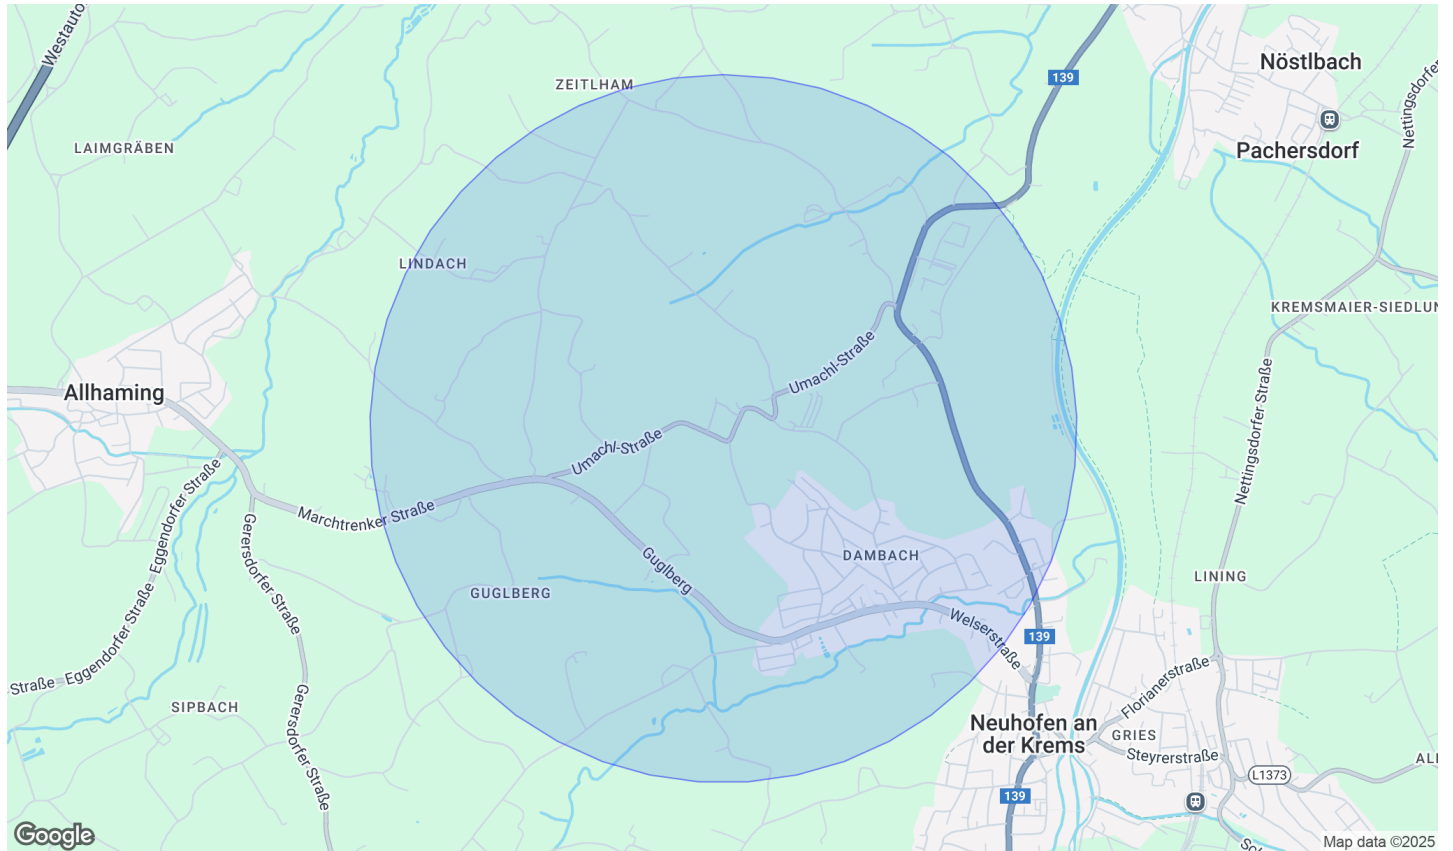 Westauto
139
Nöstlbach
ZEITLHAM
Nettingsdorfer
LAIMGRÄBEN
Pachersdorf
LINDACH
KREMSMAIER-SIEDLUN
Umachl-Straße
Allhaming
Umachl-Straße
Nettingsdorfer Straße
Eggendorfer Straße
Marchtrenker Straße
Gerersdorfer Straße
Guglberg
DAMBACH
LINING
GUGLBERG
Welserstraße
139
Straße
Eggendorfer Straße
Florianerstraße
SIPBACH
Gerersdorfer Straße
Neuhofen an
der Krems
GRIES
Steyrerstraße
ALI
L1373
139
Google
Map data ©2025